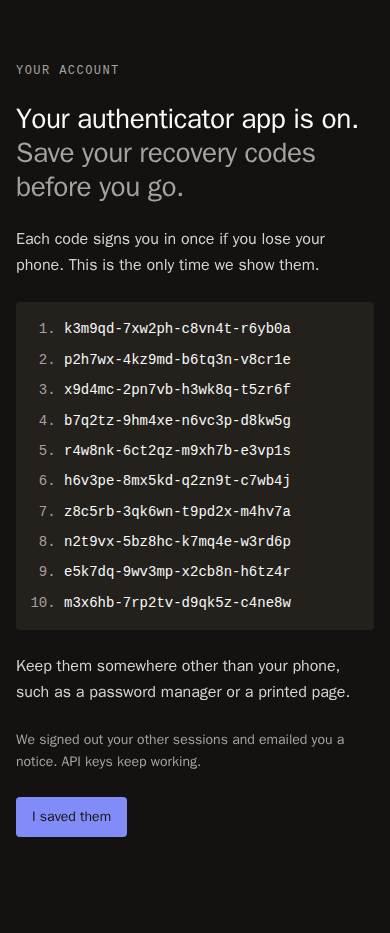 YOUR ACCOUNT
Your authenticator app is on.
Save your recovery codes
before you go.
Each code signs you in once if you lose your
phone. This is the only time we show them.
1. k3m9qd-7xw2ph-c8vn4t-r6yb0a
2. p2h7wx-4kz9md-b6tq3n-v8cr1e
3. x9d4mc-2pn7vb-h3wk8q-t5zr6f
4. b7q2tz-9hm4xe-n6vc3p-d8kw5g
5. r4w8nk-6ct2qz-m9xh7b-e3vp1s
6. h6v3pe-8mx5kd-q2zn9t-c7wb4j
7. z8c5rb-3qk6wn-t9pd2x-m4hv7a
8. n2t9vx-5bz8hc-k7mq4e-w3rd6p
9. e5k7dq-9wv3mp-x2cb8n-h6tz4r
10. m3x6hb-7rp2tv-d9qk5z-c4ne8w
Keep them somewhere other than your phone,
such as a password manager or a printed page.
We signed out your other sessions and emailed you a
notice. API keys keep working.
I saved them